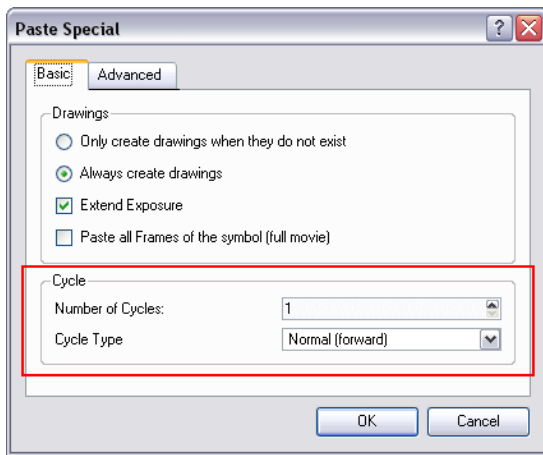 Paste Special
Basic Advanced
Drawings
Only create drawings when they do not exist
Always create drawings
Extend Exposure
Paste all Frames of the symbol (full movie)
Cycle
Number of Cycles: 1
Cycle Type Normal (forward)
OK Cancel